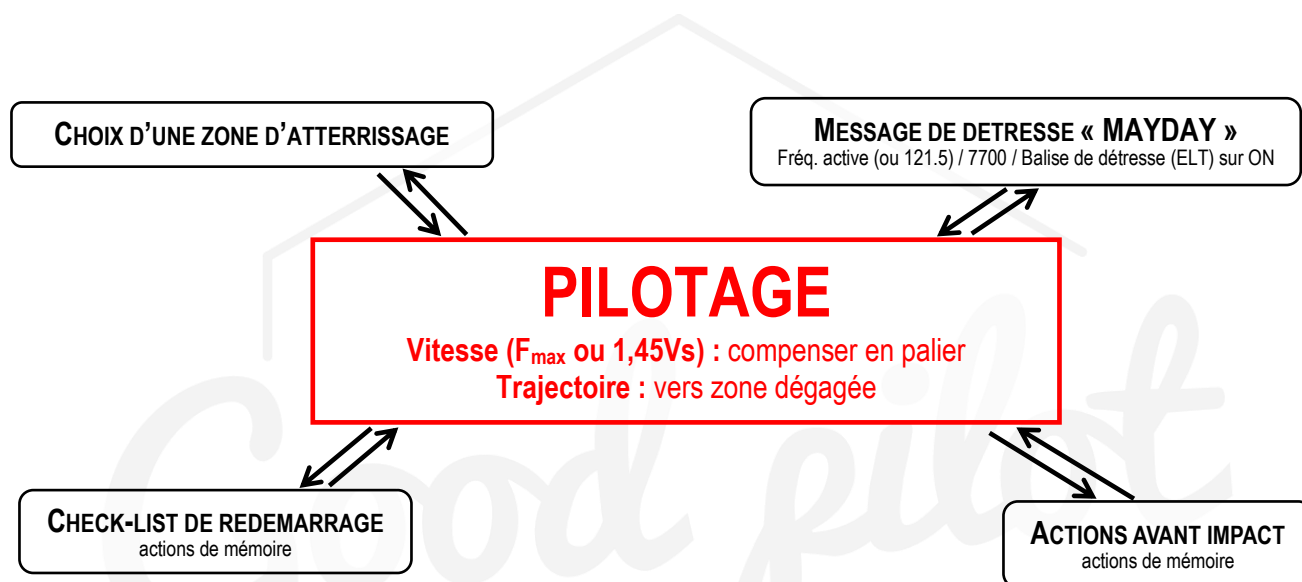 CHOIX D'UNE ZONE D'ATTERRISSAGE
MESSAGE DE DETRESSE « MAYDAY »
Fréq. active (ou 121.5) / 7700 / Balise de détresse (ELT) sur ON
PILOTAGE
Vitesse (Fmax ou 1,45Vs) : compenser en palier
Trajectoire : vers zone dégagée
CHECK-LIST DE REDEMARRAGE
actions de mémoire
ACTIONS AVANT IMPACT
actions de mémoire
Good pilot